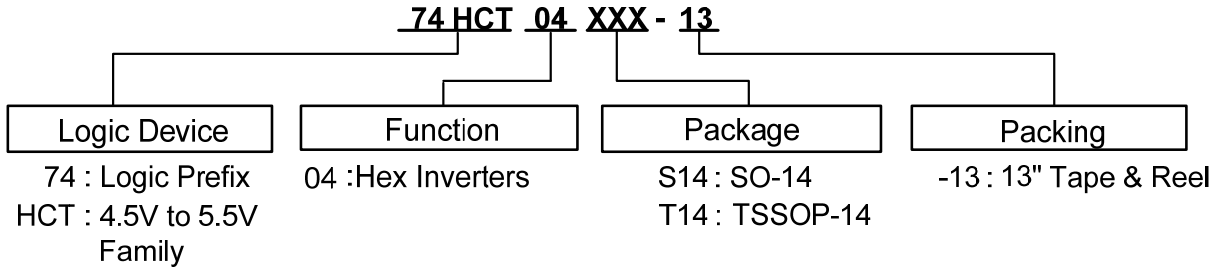 74 HCT 04 XXX - 13
Logic Device
74 : Logic Prefix
HCT : 4.5V to 5.5V
Family
Function
04 :Hex Inverters
Package
S14 : SO-14
T14 : TSSOP-14
Packing
-13 : 13" Tape & Reel